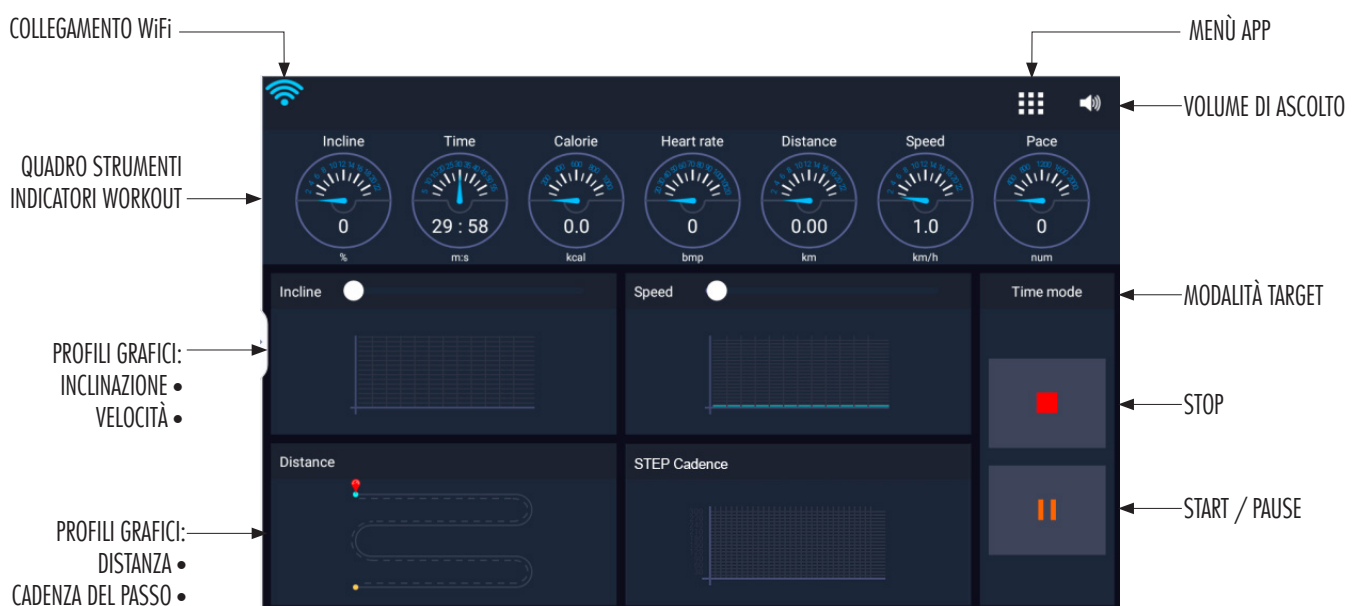 COLLEGAMENTO WiFi
MENÙ APP
VOLUME DI ASCOLTO
QUADRO STRUMENTI
INDICATORI WORKOUT
Incline
Time
Calorie
Heart rate
Distance
Speed
Pace
0
29 : 58
0.0
0
0.00
1.0
0
%
m:s
kcal
bmp
km
km/h
num
Incline
Speed
Time mode
MODALITÀ TARGET
PROFILI GRAFICI:
INCLINAZIONE •
VELOCITÀ •
STOP
Distance
STEP Cadence
START / PAUSE
PROFILI GRAFICI:
DISTANZA •
CADENZA DEL PASSO •